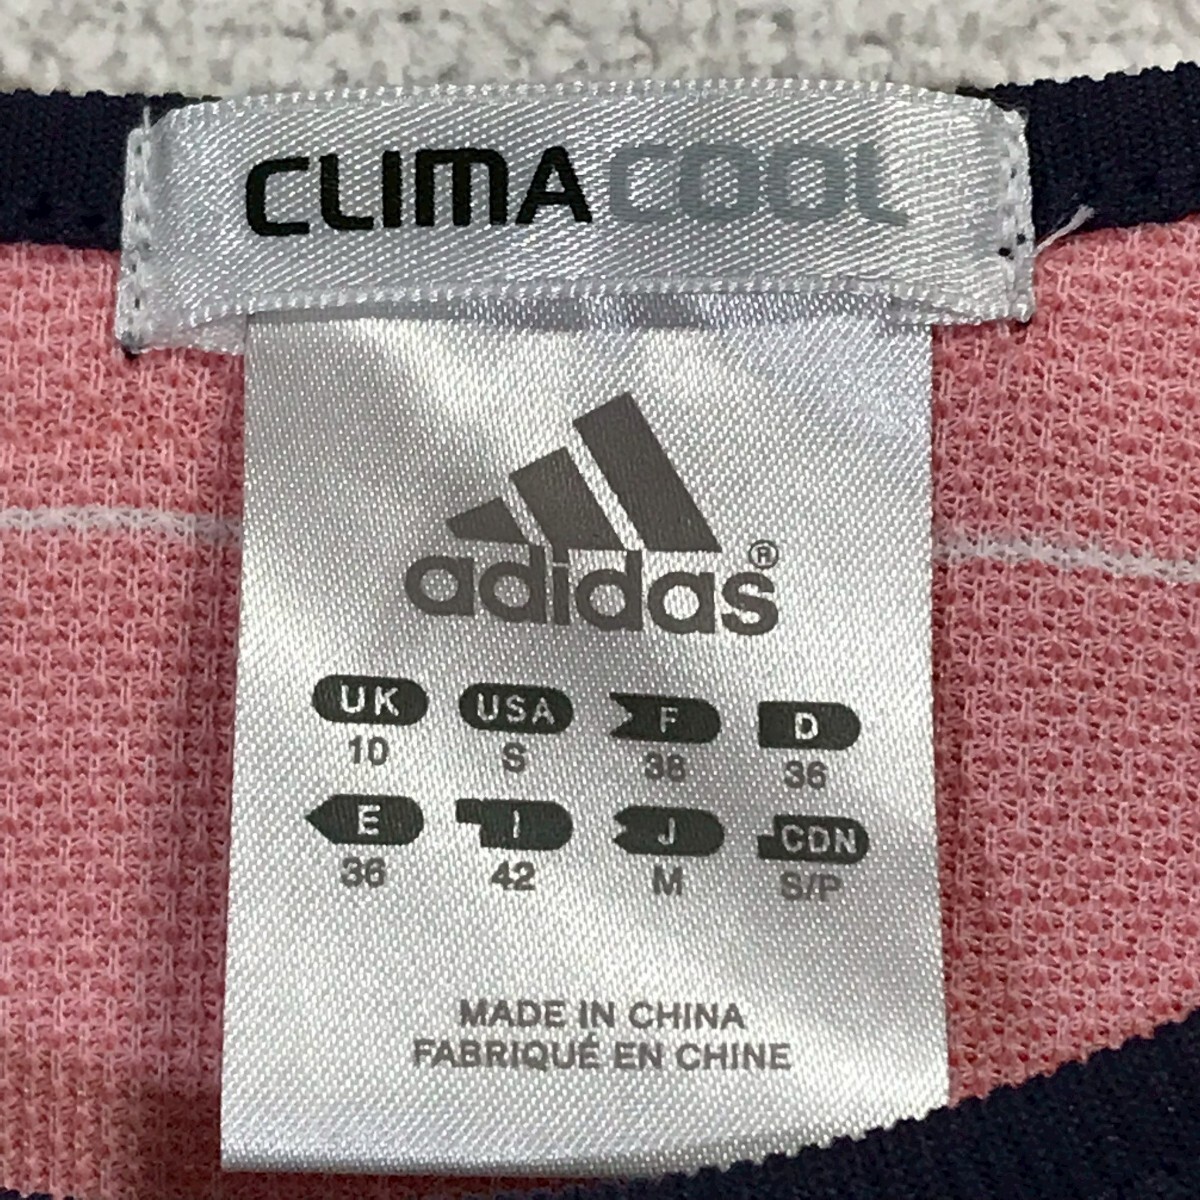 CLIMACOOL
adidas®
UK USA F D
10 S 38 36
E I J CDN
36 42 M S/P
MADE IN CHINA
FABRIQUÉ EN CHINE